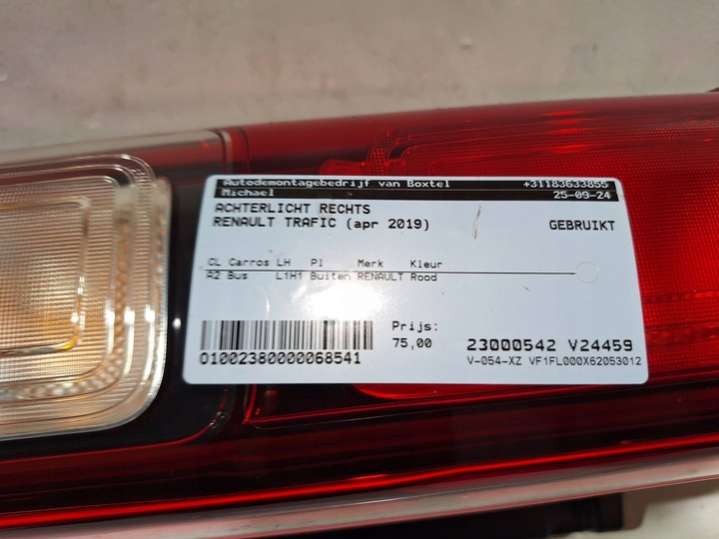 Autodemontagebedrijf van Boxtel +31183633855
Michael 25-09-24
ACHTERLICHT RECHTS
RENAULT TRAFIC (apr 2019) GEBRUIKT
CL Carros LH Pl Merk Kleur
A2 Bus L1H1 Buiten RENAULT Rood
Prijs:
75,00 23000542 V24459
01002380000068541 V-054-XZ VF1FL000X62053012